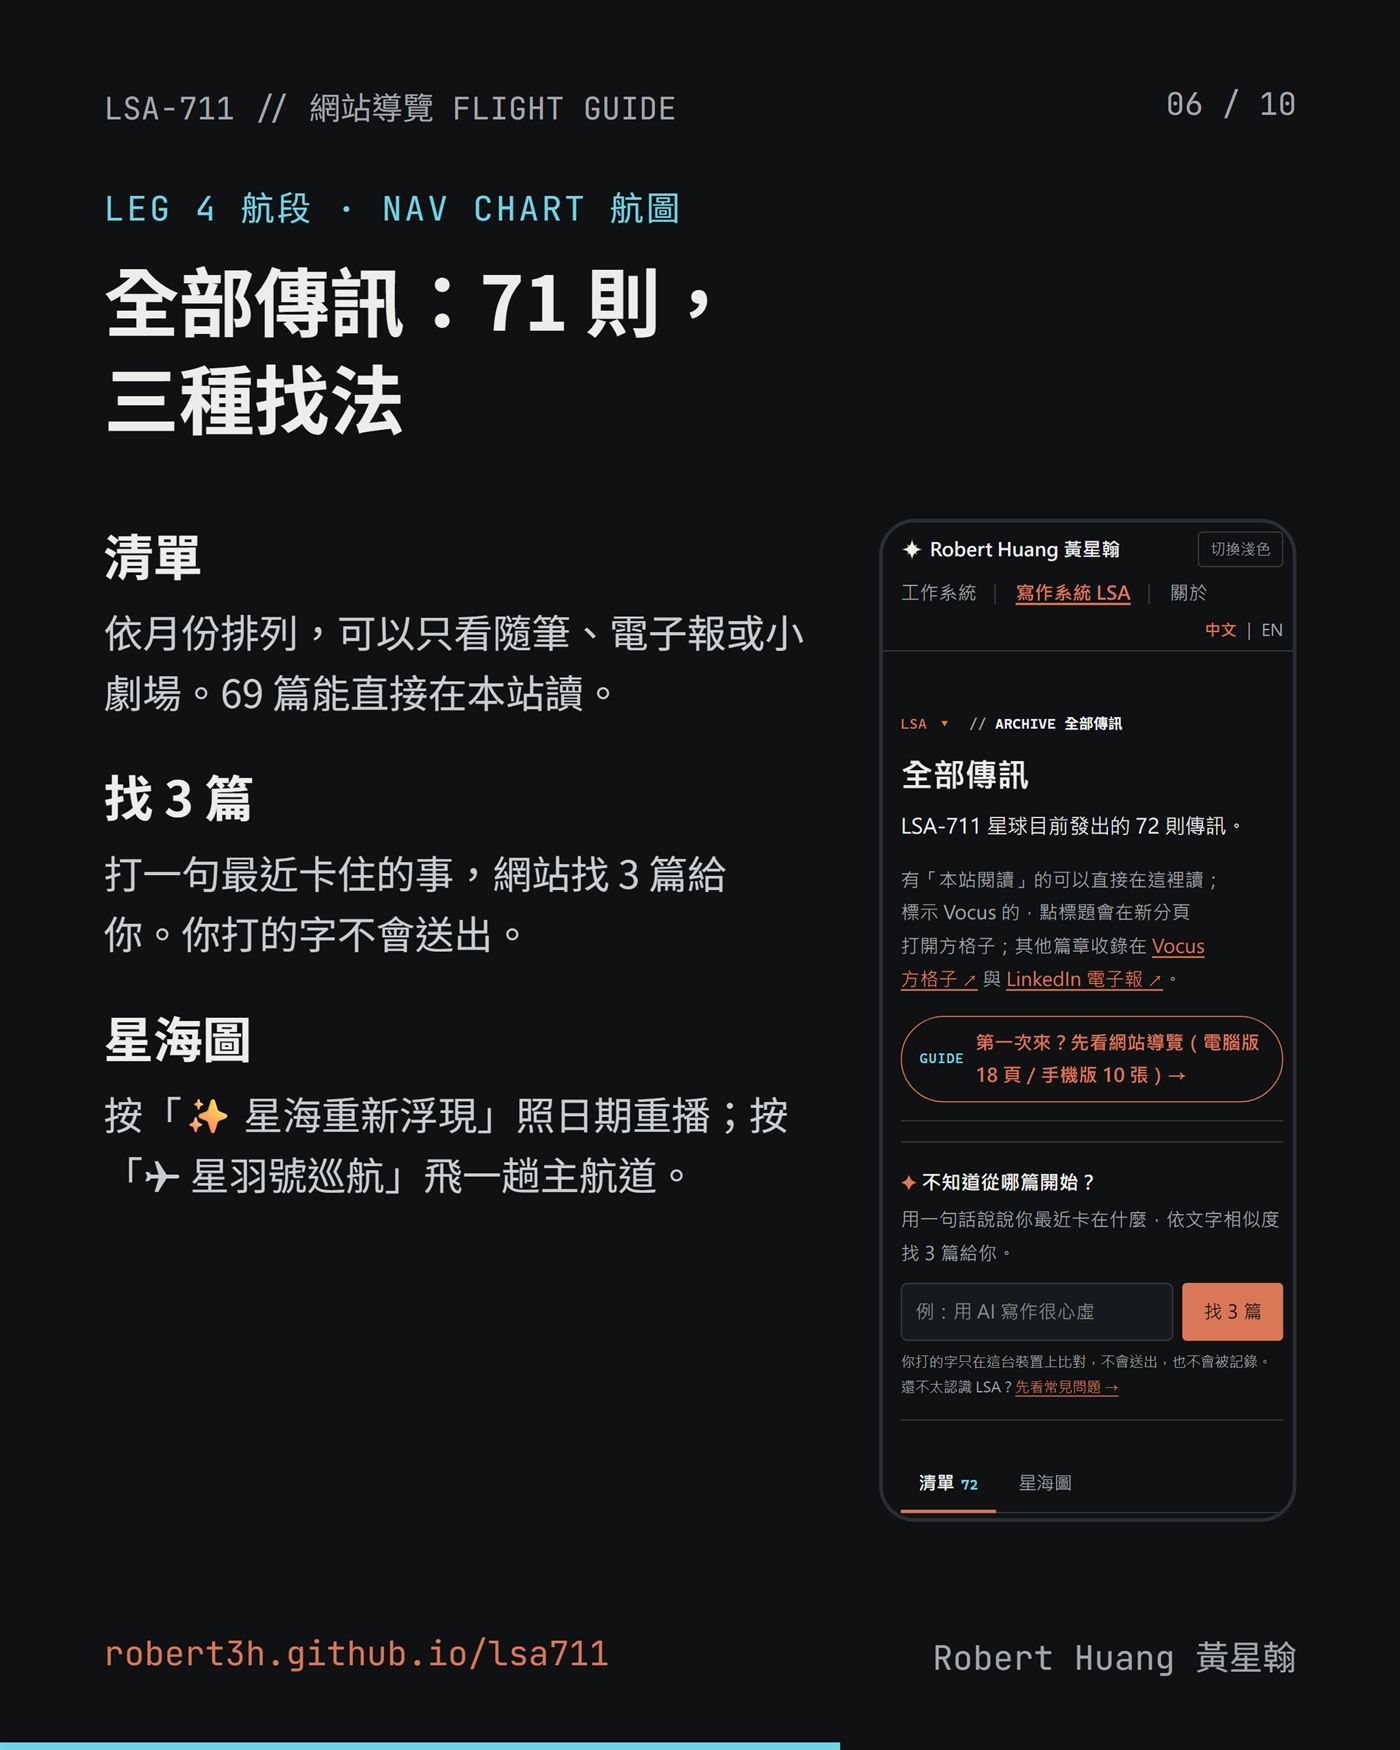 LSA-711 // 網站導覽 FLIGHT GUIDE
06 / 10
LEG 4 航段 · NAV CHART 航圖
全部傳訊：71 則，
三種找法
清單
依月份排列，可以只看隨筆、電子報或小
劇場。69 篇能直接在本站讀。
找 3 篇
打一句最近卡住的事，網站找 3 篇給
你。你打的字不會送出。
星海圖
按「✨ 星海重新浮現」照日期重播；按
「✈ 星羽號巡航」飛一趟主航道。
✦ Robert Huang 黃星翰
切換淺色
工作系統 | 寫作系統 LSA | 關於
中文 | EN
LSA ▾ // ARCHIVE 全部傳訊
全部傳訊
LSA-711 星球目前發出的 72 則傳訊。
有「本站閱讀」的可以直接在這裡讀；
標示 Vocus 的，點標題會在新分頁
打開方格子；其他篇章收錄在 Vocus
方格子 ↗ 與 LinkedIn 電子報 ↗。
GUIDE
第一次來？先看網站導覽（電腦版
18 頁 / 手機版 10 張）→
✦ 不知道從哪篇開始？
用一句話說說你最近卡在什麼，依文字相似度
找 3 篇給你。
例：用 AI 寫作很心虛
找 3 篇
你打的字只在這台裝置上比對，不會送出，也不會被記錄。
還不太認識 LSA？先看常見問題 →
清單 72
星海圖
robert3h.github.io/lsa711
Robert Huang 黃星翰